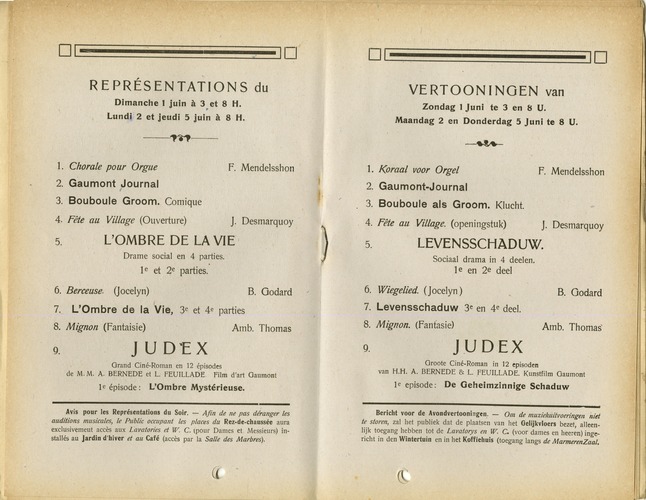 REPRÉSENTATIONS du
Dimanche 1 juin à 3 et 8 H.
Lundi 2 et jeudi 5 juin à 8 H.
1. Chorale pour Orgue F. Mendelsshon
2. Gaumont Journal
3. Bouboule Groom. Comique
4. Fête au Village (Ouverture) J. Desmarquoy
5. L'OMBRE DE LA VIE
Drame social en 4 parties.
1e et 2e parties.
6. Berceuse. (Jocelyn) B. Godard
7. L'Ombre de la Vie, 3e et 4e parties
8. Mignon (Fantaisie) Amb. Thomas
9. JUDEX
Grand Ciné-Roman en 12 épisodes
de M. M. A. BERNEDE et L. FEUILLADE Film d'art Gaumont
1e épisode : L'Ombre Mystérieuse.
Avis pour les Représentations du Soir. — Afin de ne pas déranger les
auditions musicales, le Public occupant les places du Rez-de-chaussée aura
exclusivement accès aux Lavatories et W. C. (pour Dames et Messieurs) in-
stallés au Jardin d'hiver et au Café (accès par la Salle des Marbres).
VERTOONINGEN van
Zondag 1 Juni te 3 en 8 U.
Maandag 2 en Donderdag 5 Juni te 8 U.
1. Koraal voor Orgel F. Mendelsshon
2. Gaumont-Journal
3. Bouboule als Groom. Klucht.
4. Fête au Village. (openingstuk) J. Desmarquoy
5. LEVENSSCHADUW.
Sociaal drama in 4 deelen.
1e en 2e deel
6. Wiegelied. (Jocelyn) B. Godard
7. Levensschaduw 3e en 4e deel.
8. Mignon. (Fantasie) Amb. Thomas
9. JUDEX
Groote Ciné-Roman in 12 episoden
van H.H. A. BERNEDE & L. FEUILLADE. Kunstfilm Gaumont
1e episode : De Geheimzinnige Schaduw
Bericht voor de Avondvertooningen. — Om de muziekuitvoeringen niet
te storen, zal het publiek dat de plaatsen van het Gelijkvloers bezet, alleen-
lijk toegang hebben tot de Lavatorys en W. C. (voor dames en heeren) inge-
richt in den Wintertuin en in het Koffiehuis (toegang langs de MarmerenZaal.